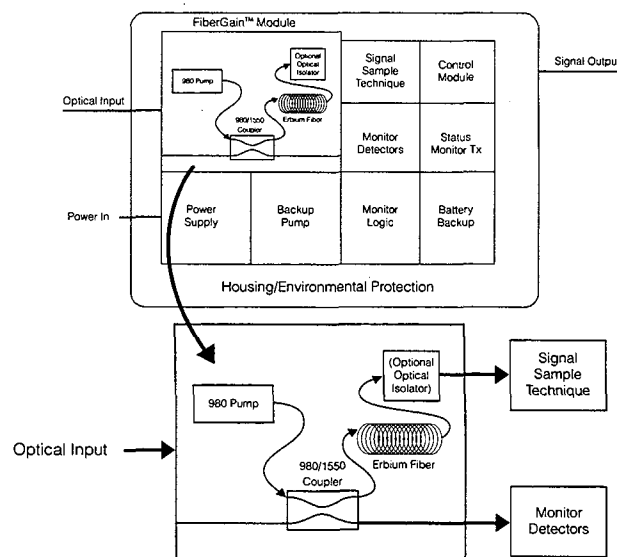 FiberGain™ Module
Optional
Optical
Isolator
980 Pump
980/1550
Coupler
Erbium Fiber
Signal
Sample
Technique
Control
Module
Signal Output
Optical Input
Monitor
Detectors
Status
Monitor Tx
Power In
Power
Supply
Backup
Pump
Monitor
Logic
Battery
Backup
Housing/Environmental Protection
(Optional
Optical
Isolator)
Signal
Sample
Technique
980 Pump
Optical Input
980/1550
Coupler
Erbium Fiber
Monitor
Detectors